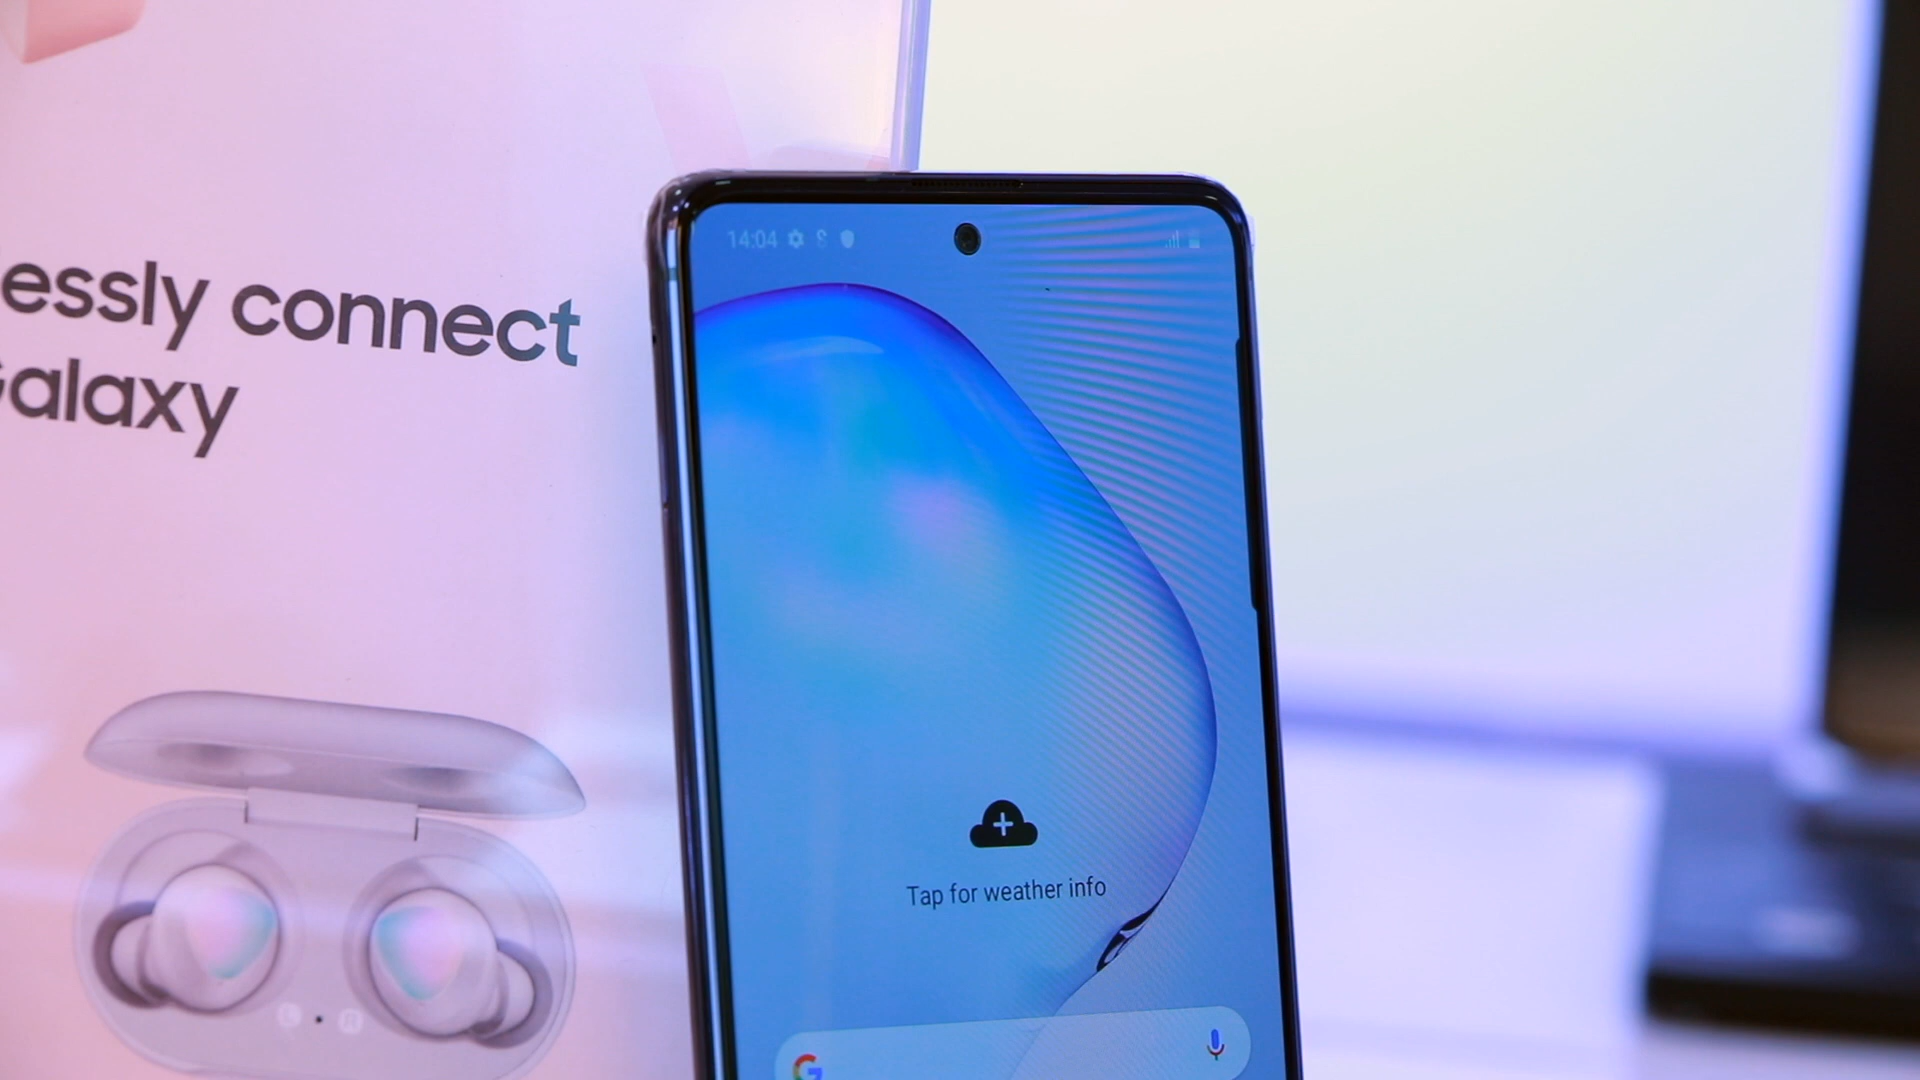 essly connect
Galaxy
14:04
Tap for weather info
G
L
R